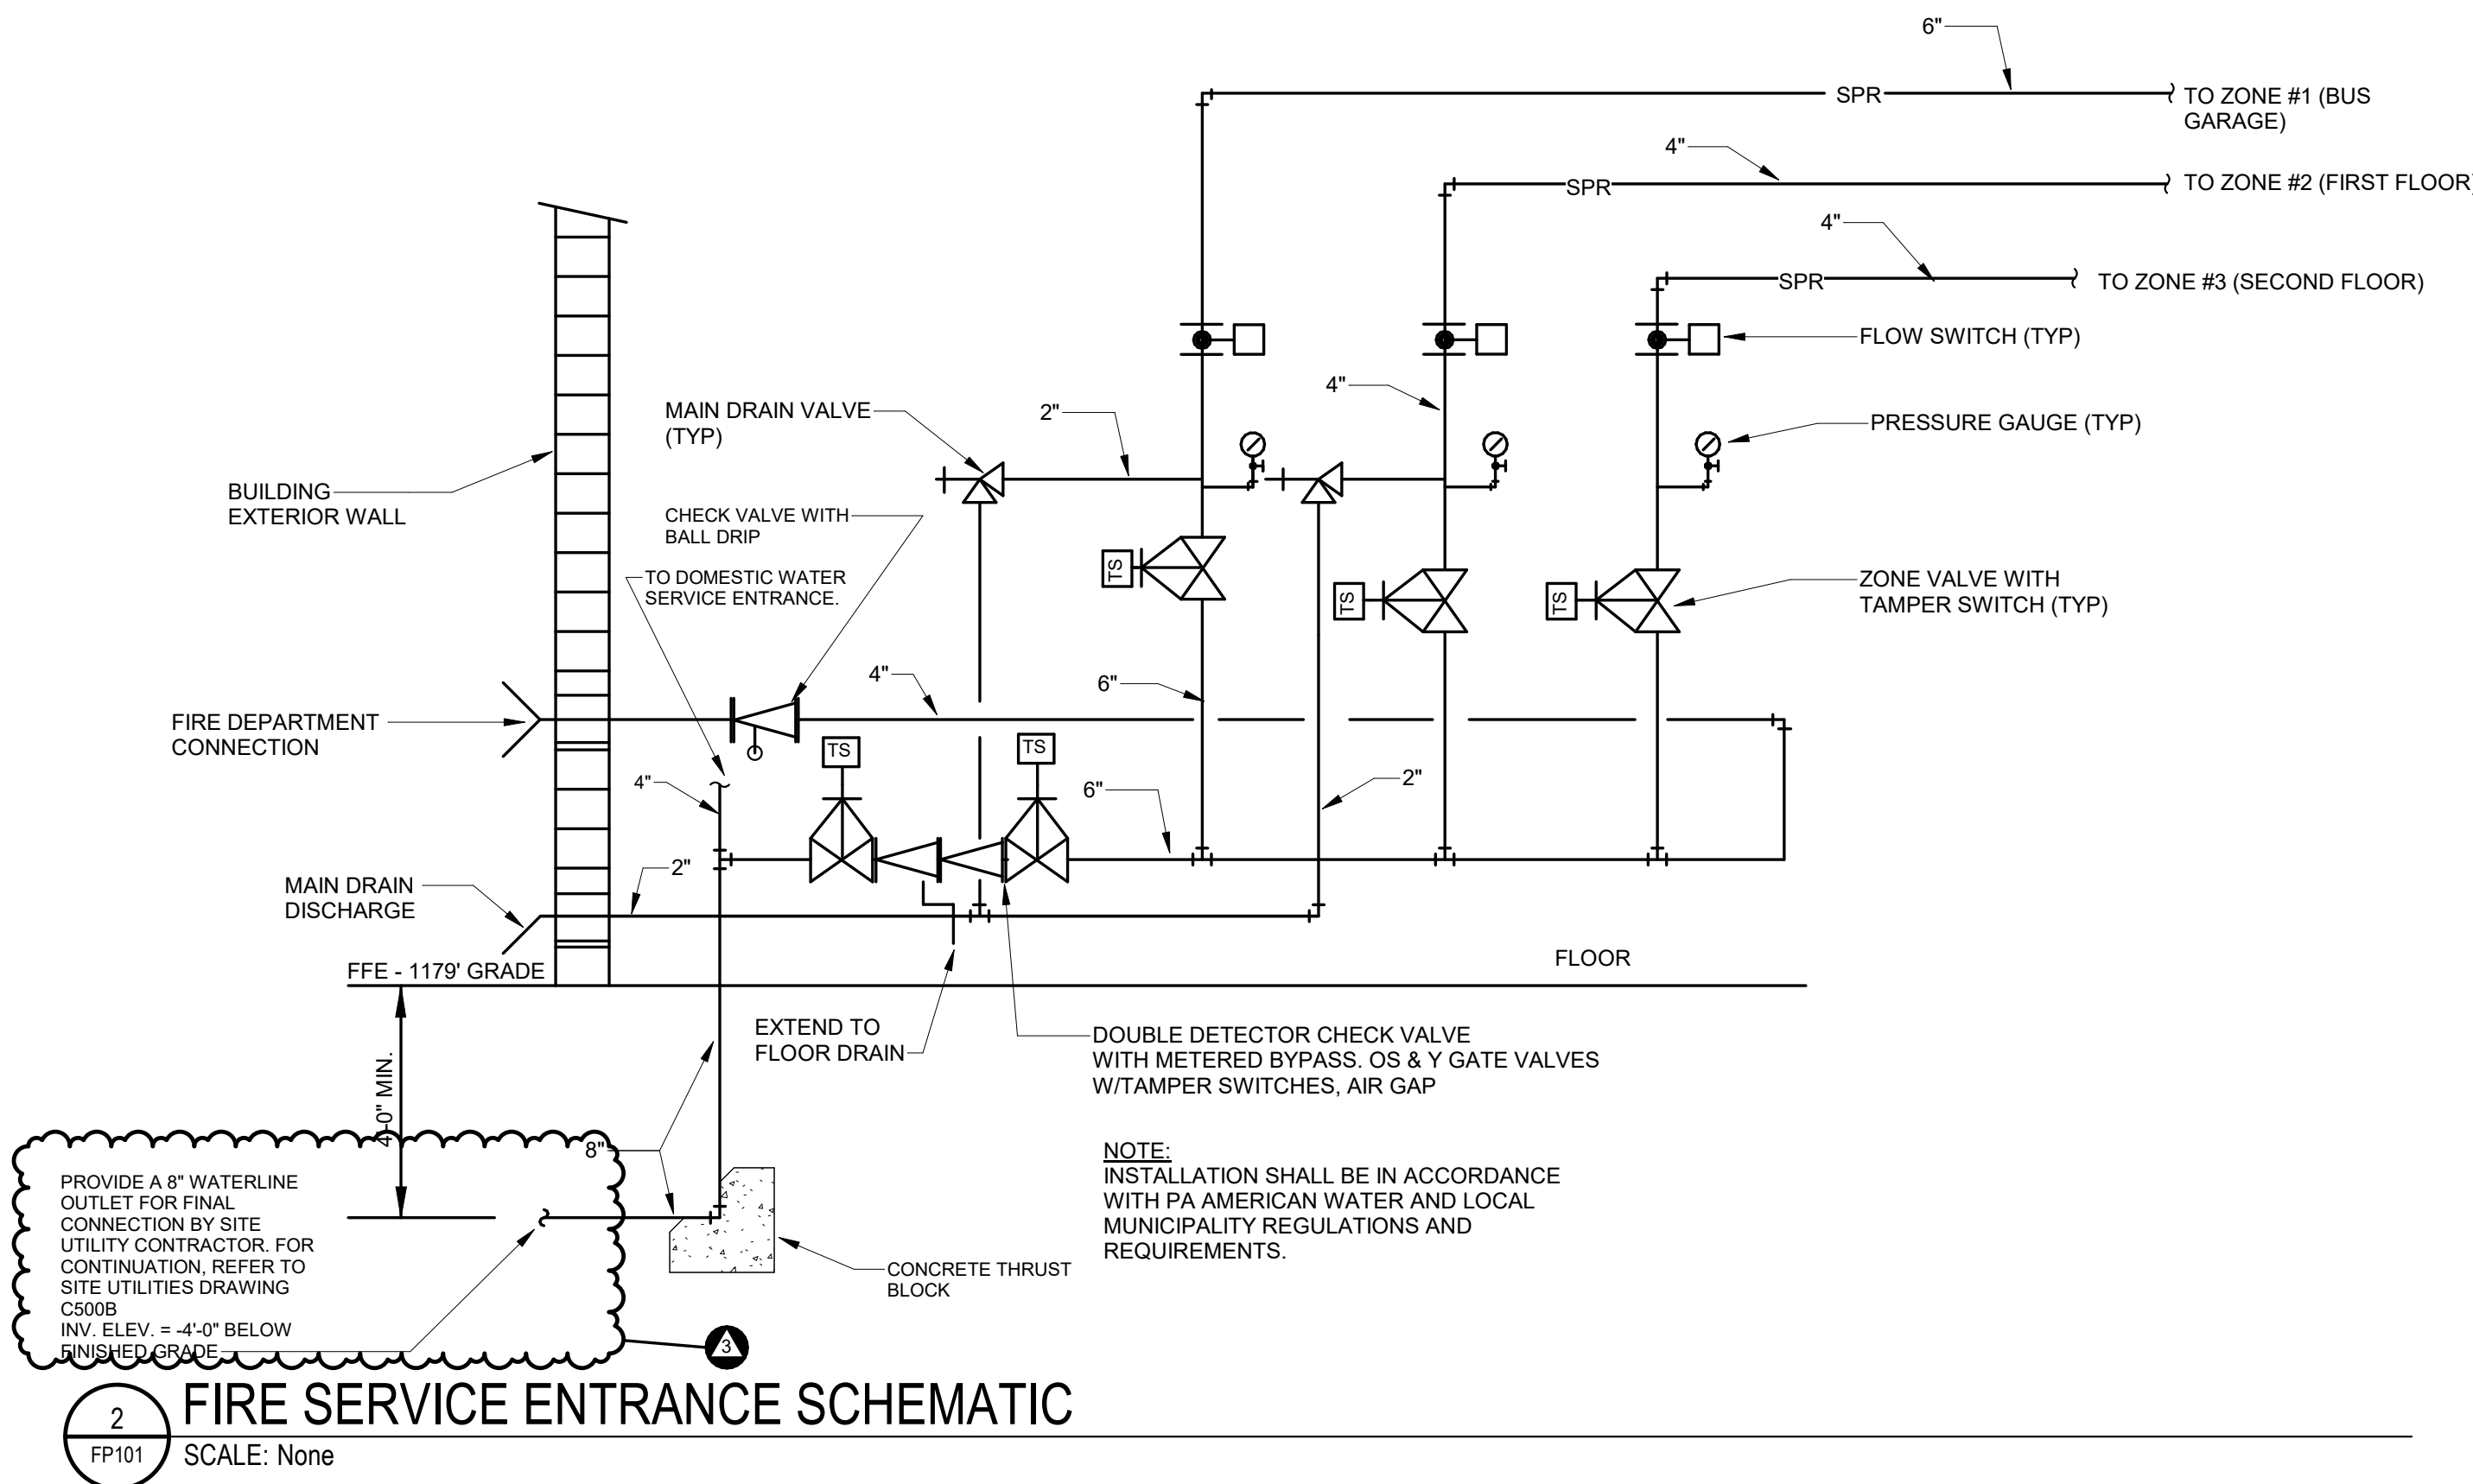 6"
SPR
TO ZONE #1 (BUS
GARAGE)
4"
SPR
TO ZONE #2 (FIRST FLOOR)
4"
SPR
TO ZONE #3 (SECOND FLOOR)
FLOW SWITCH (TYP)
MAIN DRAIN VALVE
(TYP)
2"
4"
PRESSURE GAUGE (TYP)
BUILDING
EXTERIOR WALL
CHECK VALVE WITH
BALL DRIP
TO DOMESTIC WATER
SERVICE ENTRANCE.
TS
TS
TS
ZONE VALVE WITH
TAMPER SWITCH (TYP)
4"
6"
FIRE DEPARTMENT
CONNECTION
TS
TS
4"
6"
2"
2"
MAIN DRAIN
DISCHARGE
FFE - 1179' GRADE
FLOOR
EXTEND TO
FLOOR DRAIN
DOUBLE DETECTOR CHECK VALVE
WITH METERED BYPASS. OS & Y GATE VALVES
W/TAMPER SWITCHES, AIR GAP
4'-0" MIN.
8"
NOTE:
INSTALLATION SHALL BE IN ACCORDANCE
WITH PA AMERICAN WATER AND LOCAL
MUNICIPALITY REGULATIONS AND
REQUIREMENTS.
PROVIDE A 8" WATERLINE
OUTLET FOR FINAL
CONNECTION BY SITE
UTILITY CONTRACTOR. FOR
CONTINUATION, REFER TO
SITE UTILITIES DRAWING
C500B
INV. ELEV. = -4'-0" BELOW
FINISHED GRADE
CONCRETE THRUST
BLOCK
3
2
FP101
FIRE SERVICE ENTRANCE SCHEMATIC
SCALE: None